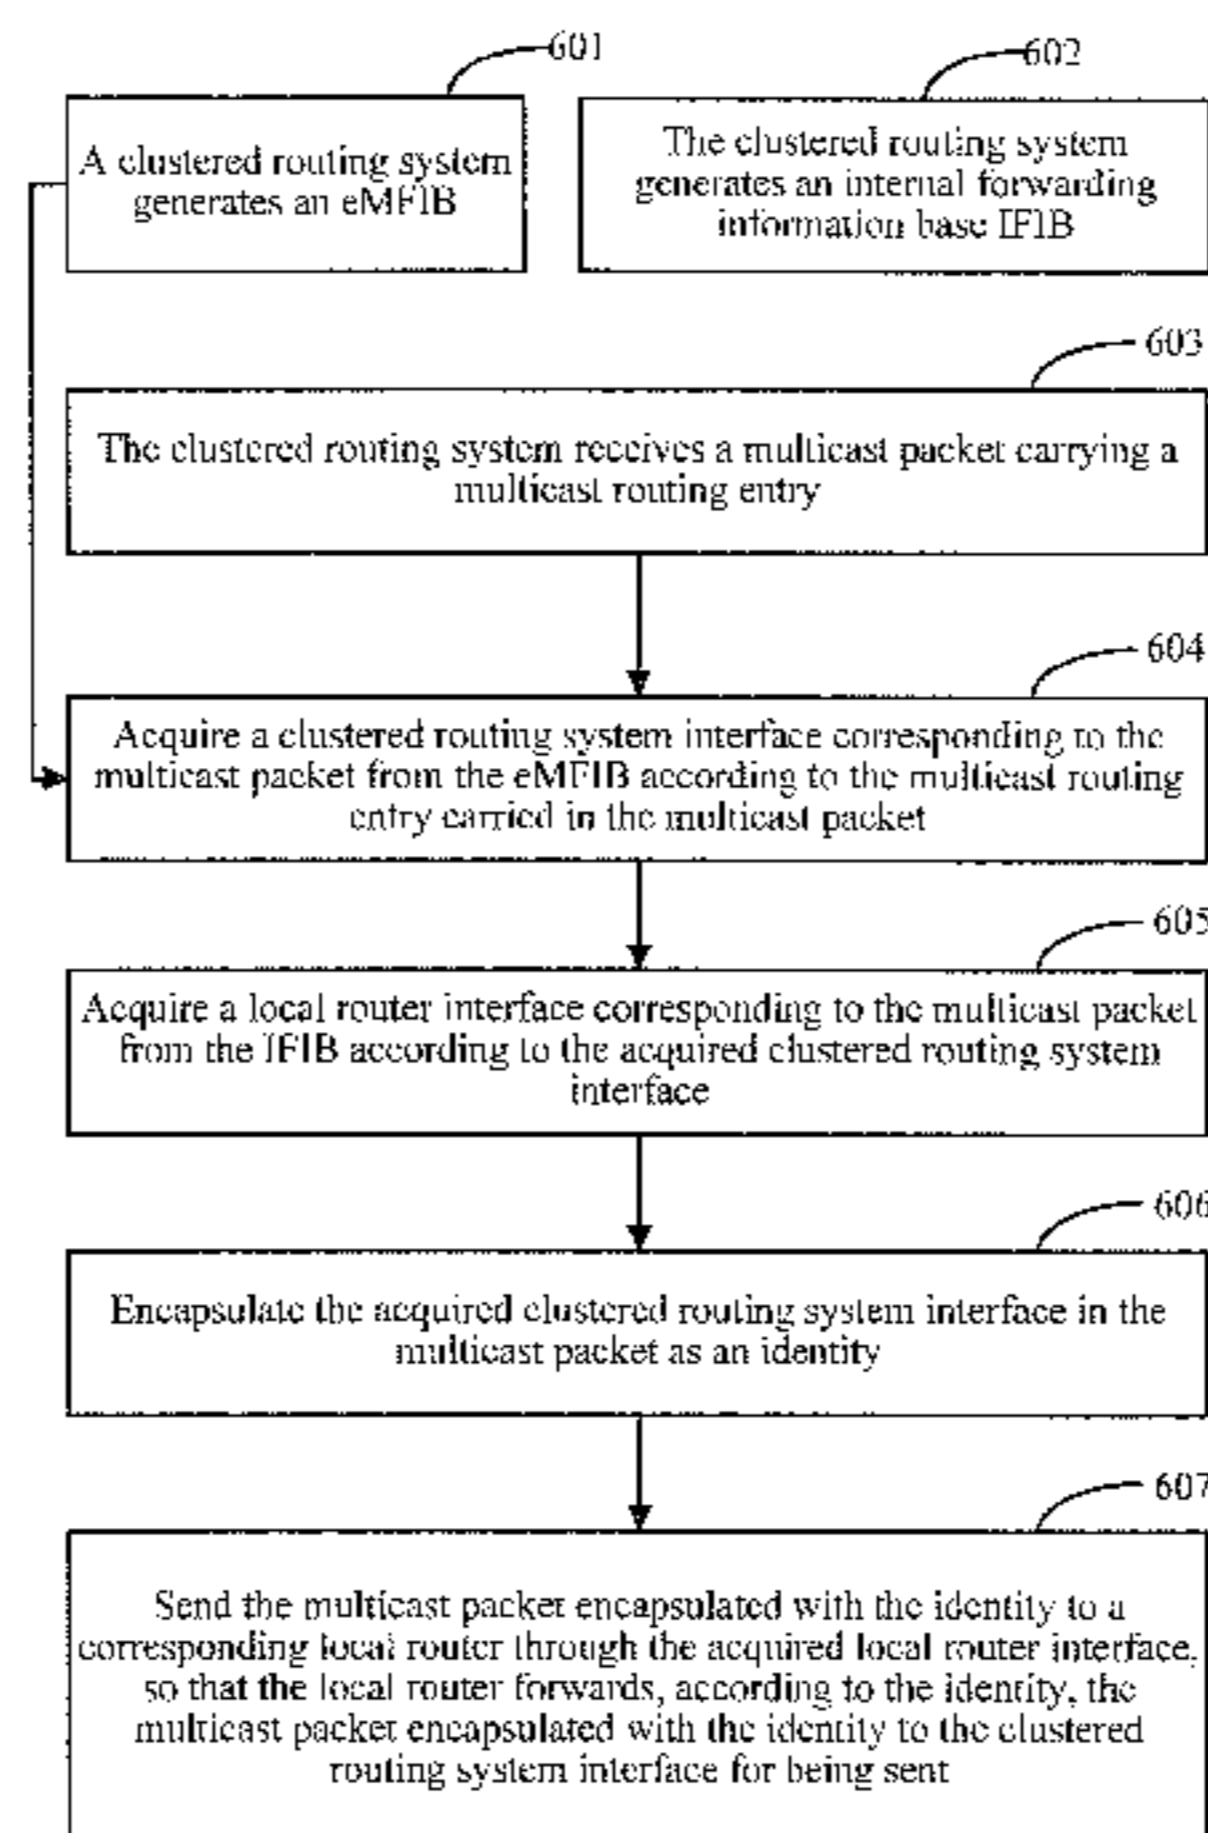 601
602
A clustered routing system
generates an eMFIB
The clustered routing system
generates an internal forwarding
information base IFIB
603
The clustered routing system receives a multicast packet carrying a
multicast routing entry
604
Acquire a clustered routing system interface corresponding to the
multicast packet from the eMFIB according to the multicast routing
entry carried in the multicast packet
605
Acquire a local router interface corresponding to the multicast packet
from the IFIB according to the acquired clustered routing system
interface
606
Encapsulate the acquired clustered routing system interface in the
multicast packet as an identity
607
Send the multicast packet encapsulated with the identity to a
corresponding local router through the acquired local router interface,
so that the local router forwards, according to the identity, the
multicast packet encapsulated with the identity to the clustered
routing system interface for being sent